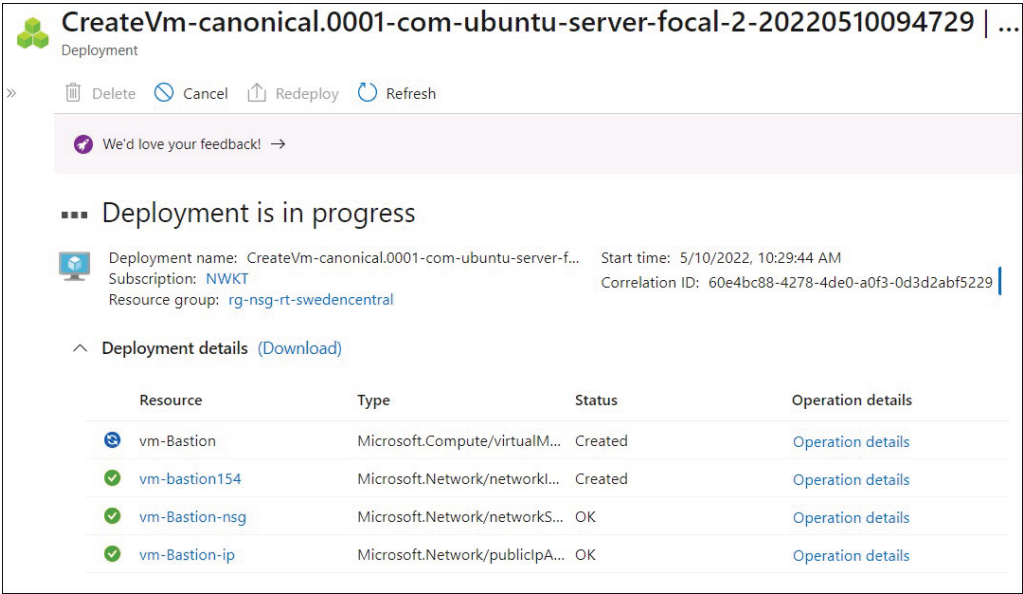 CreateVm-canonical.0001-com-ubuntu-server-focal-2-20220510094729 | ...
Deployment
» Delete Cancel Redeploy Refresh
We'd love your feedback! →
Deployment is in progress
Deployment name: CreateVm-canonical.0001-com-ubuntu-server-f... Start time: 5/10/2022, 10:29:44 AM
Subscription: NWKT Correlation ID: 60e4bc88-4278-4de0-a0f3-0d3d2abf5229
Resource group: rg-nsg-rt-swedencentral
Deployment details (Download)
Resource Type Status Operation details
vm-Bastion Microsoft.Compute/virtualM... Created Operation details
vm-bastion154 Microsoft.Network/networkI... Created Operation details
vm-Bastion-nsg Microsoft.Network/networkS... OK Operation details
vm-Bastion-ip Microsoft.Network/publicIpA... OK Operation details